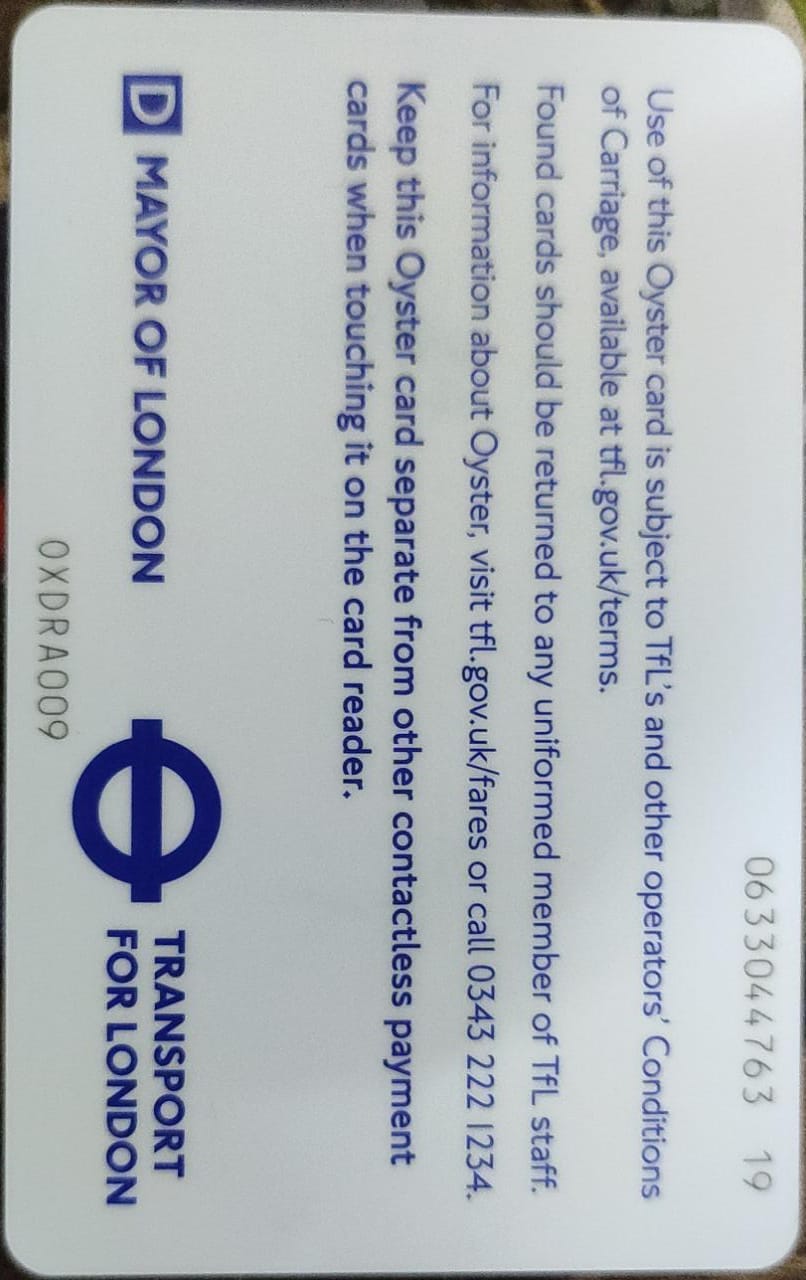 0633044763 19
Use of this Oyster card is subject to TfL's and other operators' Conditions
of Carriage, available at tfl.gov.uk/terms.
Found cards should be returned to any uniformed member of TfL staff.
For information about Oyster, visit tfl.gov.uk/fares or call 0343 222 1234.
Keep this Oyster card separate from other contactless payment
cards when touching it on the card reader.
MAYOR OF LONDON
TRANSPORT
FOR LONDON
OXDRA009